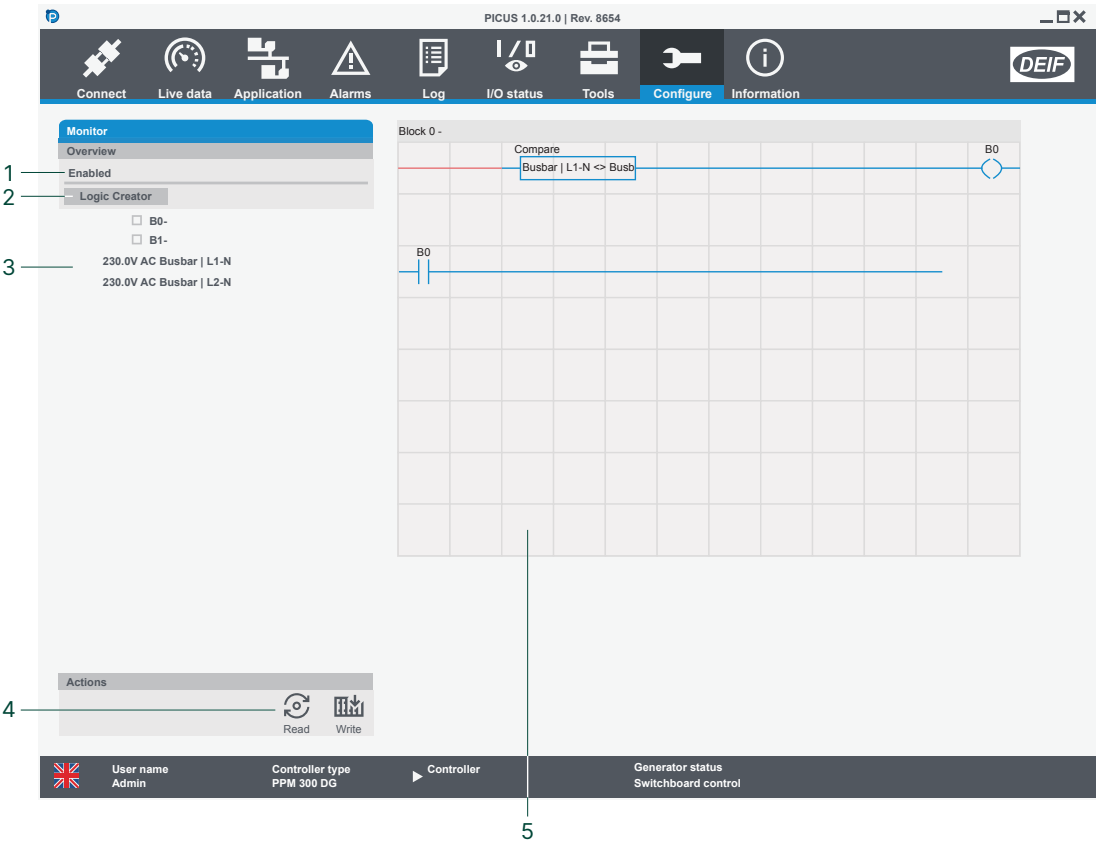 PICUS 1.0.21.0 | Rev. 8654
Connect
Live data
Application
Alarms
Log
I/O status
Tools
Configure
Information
DEIF
Monitor
Overview
1
Enabled
2
Logic Creator
B0-
B1-
3
230.0V AC Busbar | L1-N
230.0V AC Busbar | L2-N
Block 0 -
Compare
Busbar | L1-N <> Busb
B0
B0
Actions
4
Read
Write
User name
Admin
Controller type
PPM 300 DG
Controller
Generator status
Switchboard control
5